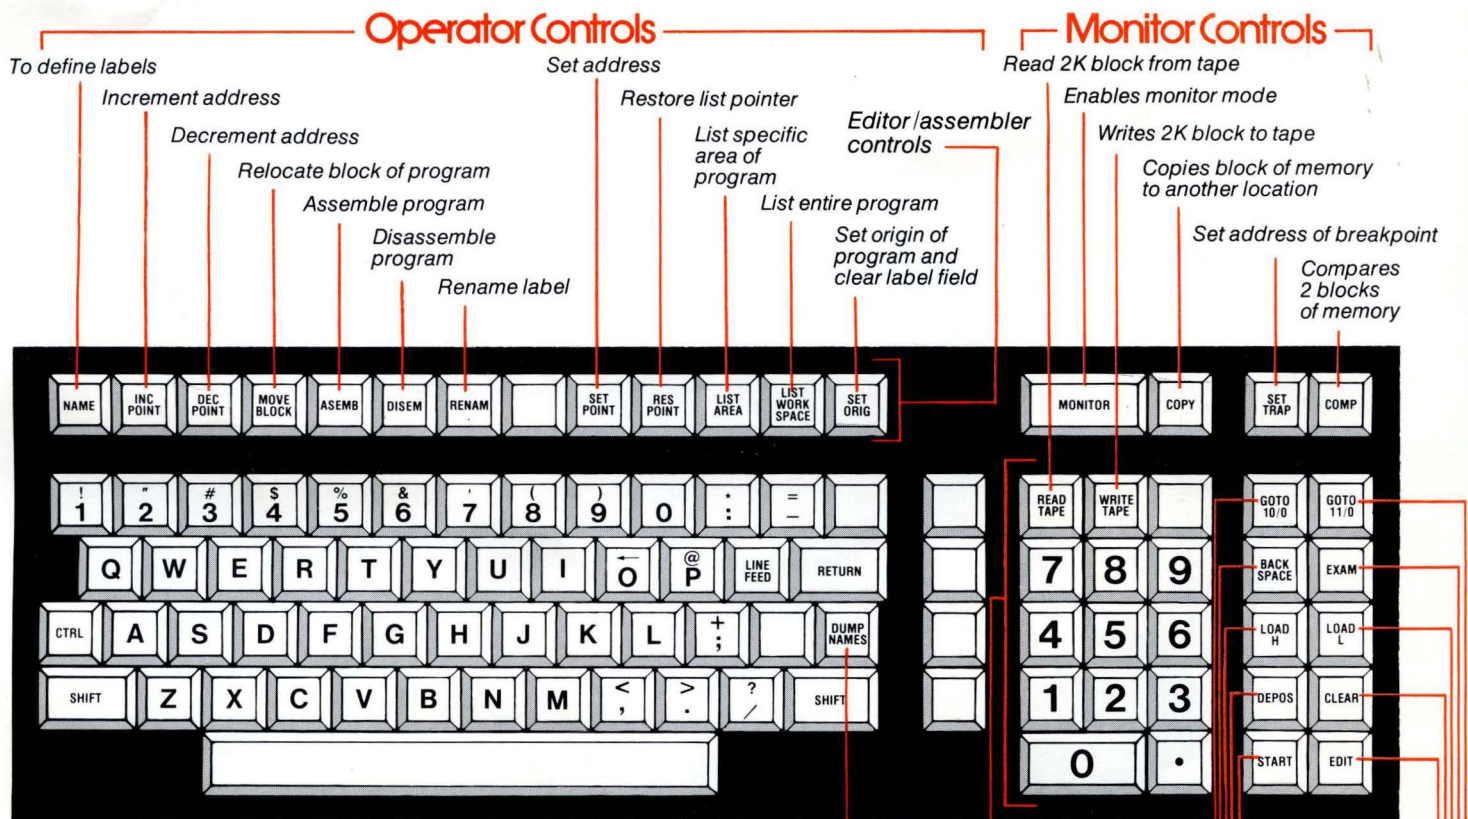 Operator Controls
Monitor Controls
To define labels
Increment address
Decrement address
Relocate block of program
Assemble program
Disassemble
program
Rename label
Set address
Restore list pointer
List specific
area of
program
List entire program
Set origin of
program and
clear label field
Editor/assembler
controls
Read 2K block from tape
Enables monitor mode
Writes 2K block to tape
Copies block of memory
to another location
Set address of breakpoint
Compares
2 blocks
of memory
NAME
INC
POINT
DEC
POINT
MOVE
BLOCK
ASEMB
DISEM
RENAM
SET
POINT
RES
POINT
LIST
AREA
LIST
WORK
SPACE
SET
ORIG
MONITOR
COPY
SET
TRAP
COMP
! 1
" 2
# 3
$ 4
% 5
& 6
' 7
( 8
) 9
0
* :
= –
READ
TAPE
WRITE
TAPE
GOTO
10/0
GOTO
11/0
Q W E R T Y U I ← O @ P
LINE
FEED
RETURN
7 8 9
BACK
SPACE
EXAM
CTRL
A S D F G H J K L + ;
DUMP
NAMES
4 5 6
LOAD
H
LOAD
L
SHIFT
Z X C V B N M < , > . ? /
SHIFT
1 2 3
DEPOS
CLEAR
0 .
START
EDIT